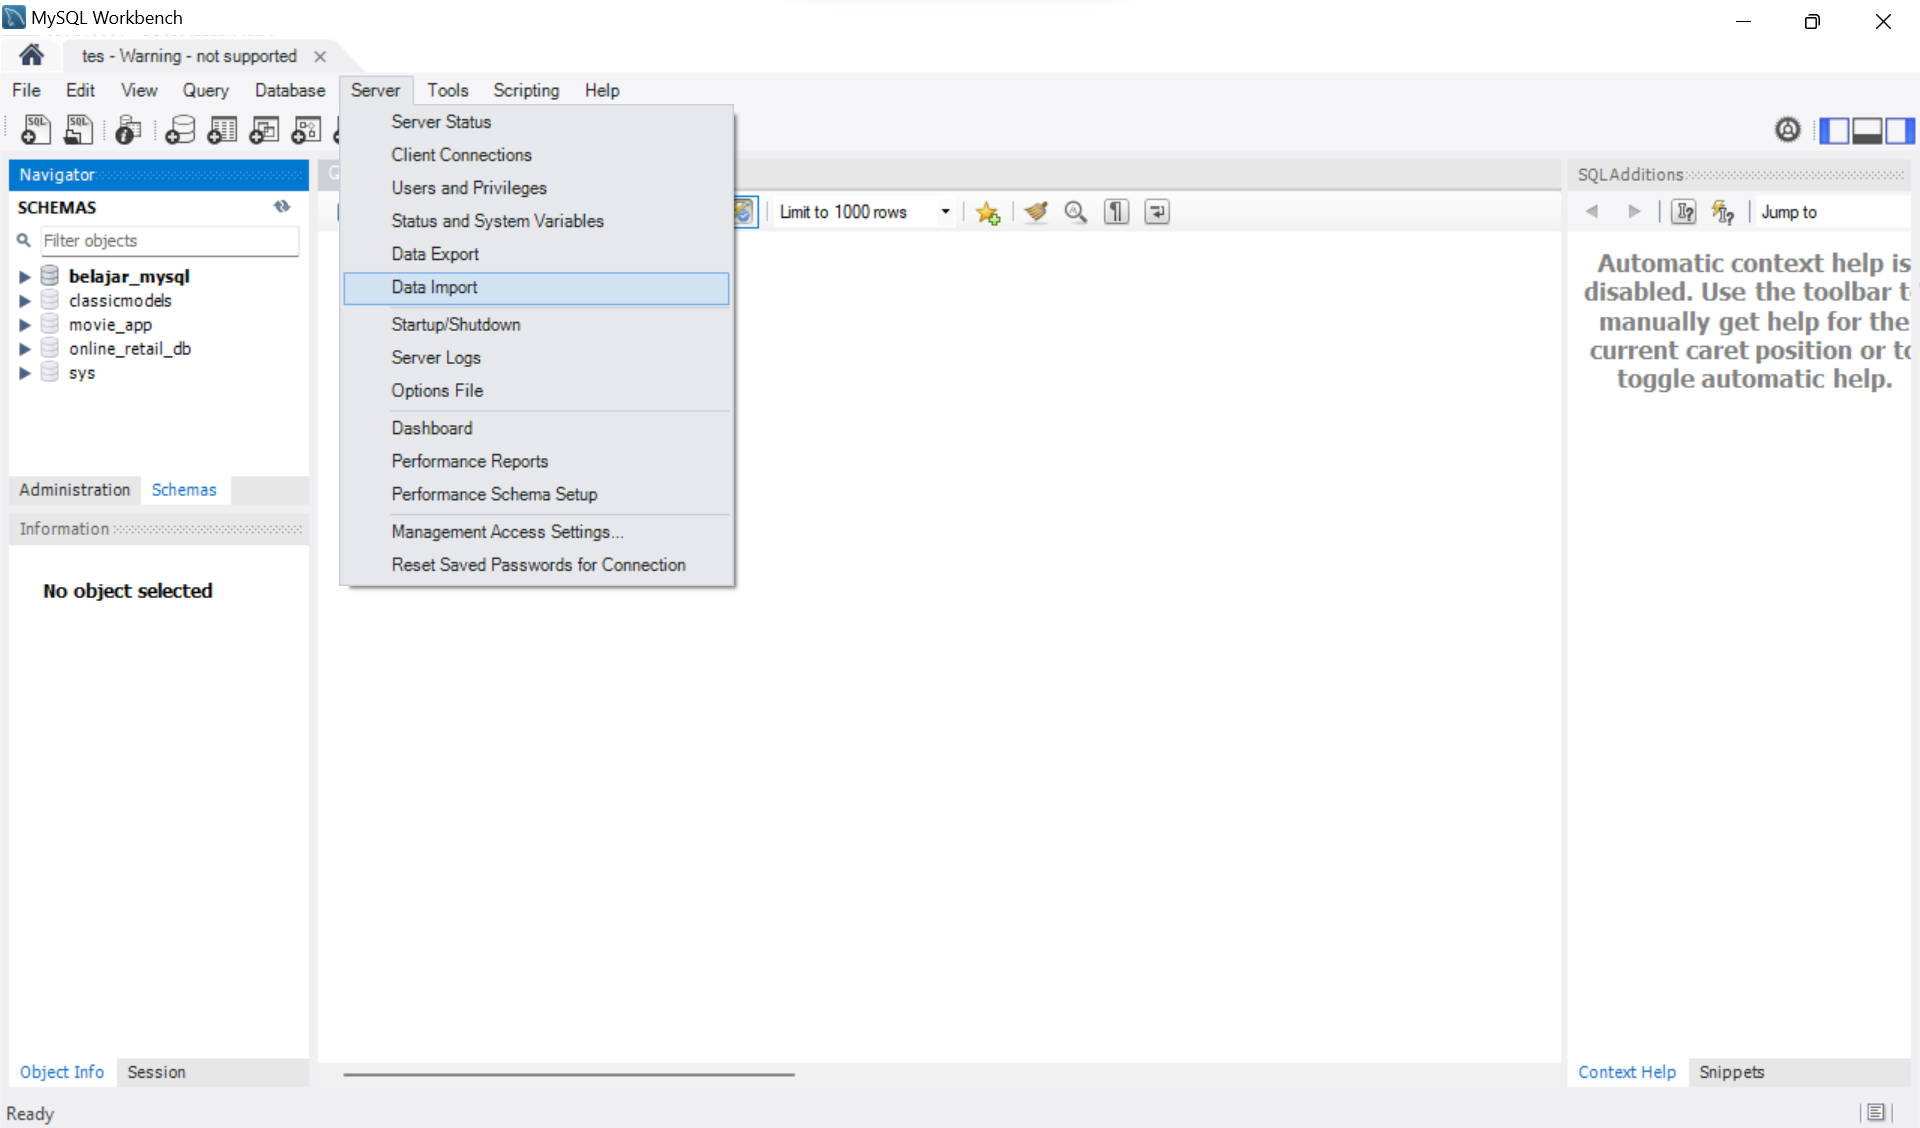 MySQL Workbench
tes - Warning - not supported
File Edit View Query Database Server Tools Scripting Help
SQL SQL
Server Status
Client Connections
Users and Privileges
Status and System Variables
Data Export
Data Import
Startup/Shutdown
Server Logs
Options File
Dashboard
Performance Reports
Performance Schema Setup
Management Access Settings...
Reset Saved Passwords for Connection
Navigator
SCHEMAS
Filter objects
belajar_mysql
classicmodels
movie_app
online_retail_db
sys
Administration Schemas
Information
No object selected
Object Info Session
Limit to 1000 rows
SQLAdditions
Jump to
Automatic context help is
disabled. Use the toolbar t
manually get help for the
current caret position or to
toggle automatic help.
Context Help Snippets
Ready